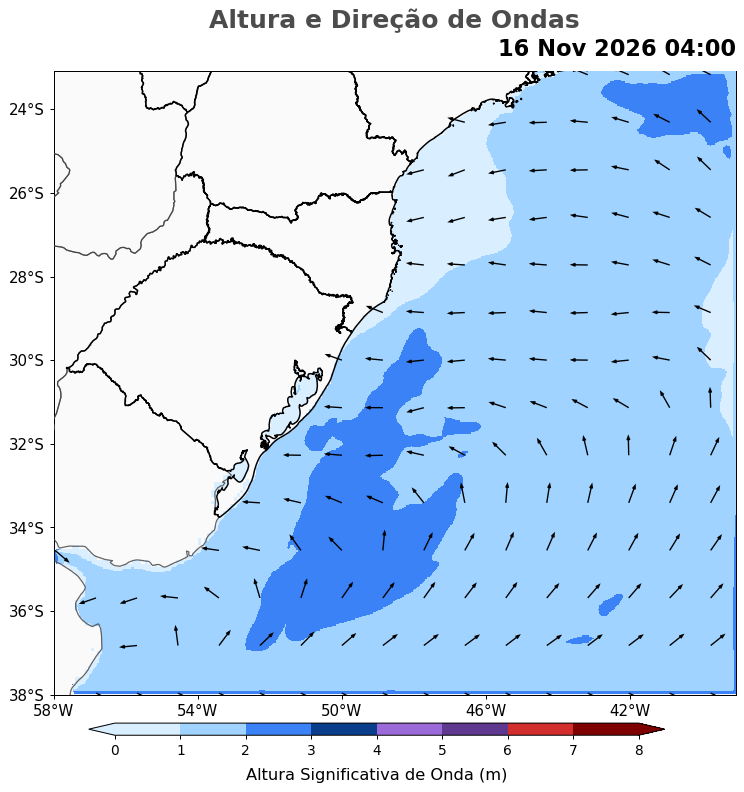 Altura e Direção de Ondas
16 Nov 2026 04:00
24°S
26°S
28°S
30°S
32°S
34°S
36°S
38°S
58°W 54°W 50°W 46°W 42°W
0 1 2 3 4 5 6 7 8
Altura Significativa de Onda (m)